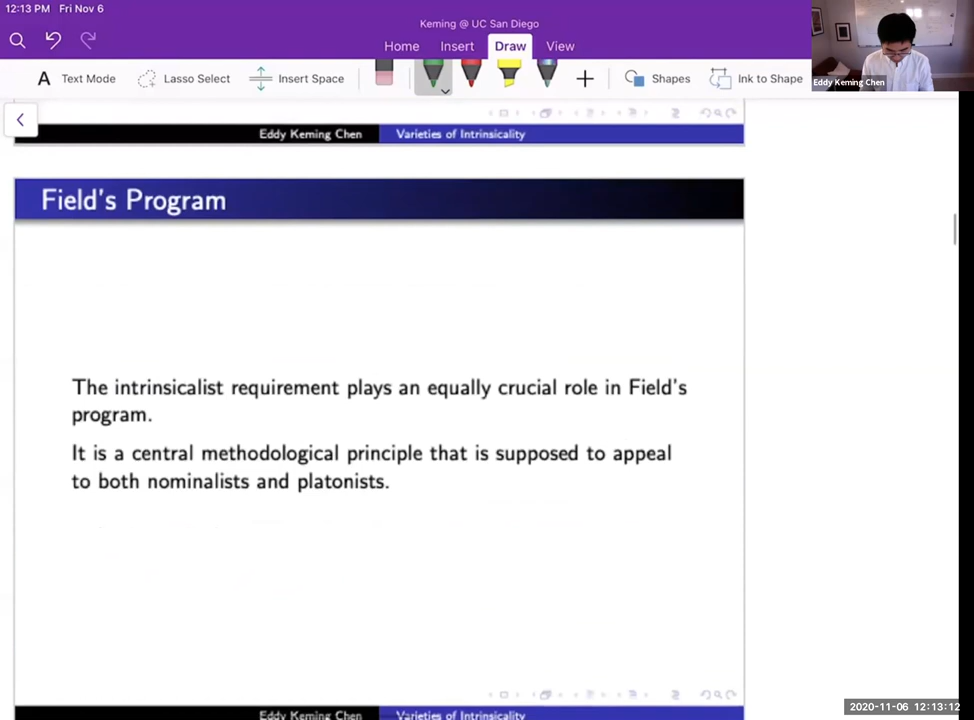 12:13 PM Fri Nov 6
Keming @ UC San Diego
Home Insert Draw View
Eddy Keming Chen
A Text Mode Lasso Select Insert Space Shapes Ink to Shape
Eddy Keming Chen Varieties of Intrinsicality
Field's Program
The intrinsicalist requirement plays an equally crucial role in Field's
program.
It is a central methodological principle that is supposed to appeal
to both nominalists and platonists.
Eddy Keming Chen Varieties of Intrinsicality
2020-11-06 12:13:12